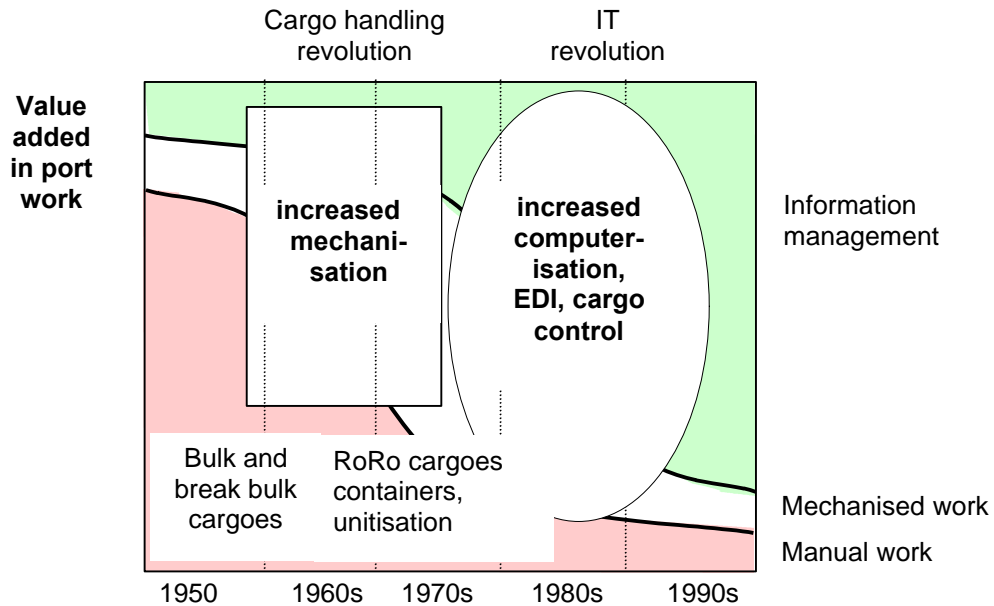 Cargo handling
revolution
IT
revolution
Value
added
in port
work
increased
mechani-
sation
increased
computer-
isation,
EDI, cargo
control
Information
management
Bulk and
break bulk
cargoes
RoRo cargoes
containers,
unitisation
Mechanised work
Manual work
1950 1960s 1970s 1980s 1990s